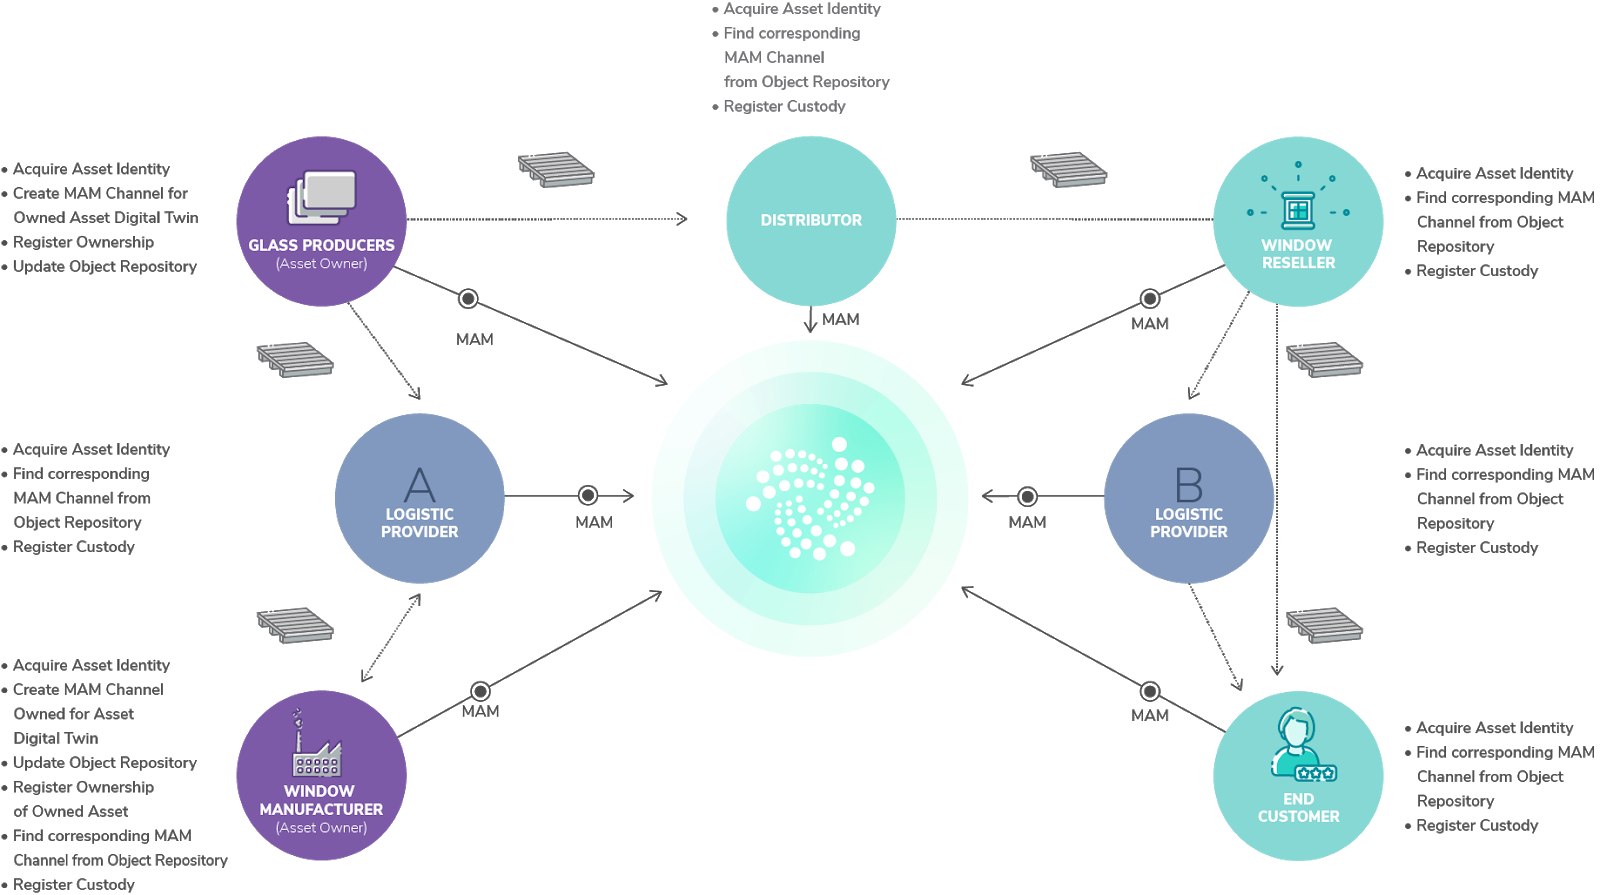 • Acquire Asset Identity
• Find corresponding
MAM Channel
from Object Repository
• Register Custody
• Acquire Asset Identity
• Create MAM Channel for
Owned Asset Digital Twin
• Register Ownership
• Update Object Repository
GLASS PRODUCERS
(Asset Owner)
DISTRIBUTOR
WINDOW
RESELLER
• Acquire Asset Identity
• Find corresponding MAM
Channel from Object
Repository
• Register Custody
MAM
MAM
MAM
• Acquire Asset Identity
• Find corresponding
MAM Channel from
Object Repository
• Register Custody
A
LOGISTIC
PROVIDER
MAM
MAM
B
LOGISTIC
PROVIDER
• Acquire Asset Identity
• Find corresponding MAM
Channel from Object
Repository
• Register Custody
• Acquire Asset Identity
• Create MAM Channel
Owned for Asset
Digital Twin
• Update Object Repository
• Register Ownership
of Owned Asset
• Find corresponding MAM
Channel from Object Repository
• Register Custody
WINDOW
MANUFACTURER
(Asset Owner)
MAM
MAM
END
CUSTOMER
• Acquire Asset Identity
• Find corresponding MAM
Channel from Object
Repository
• Register Custody